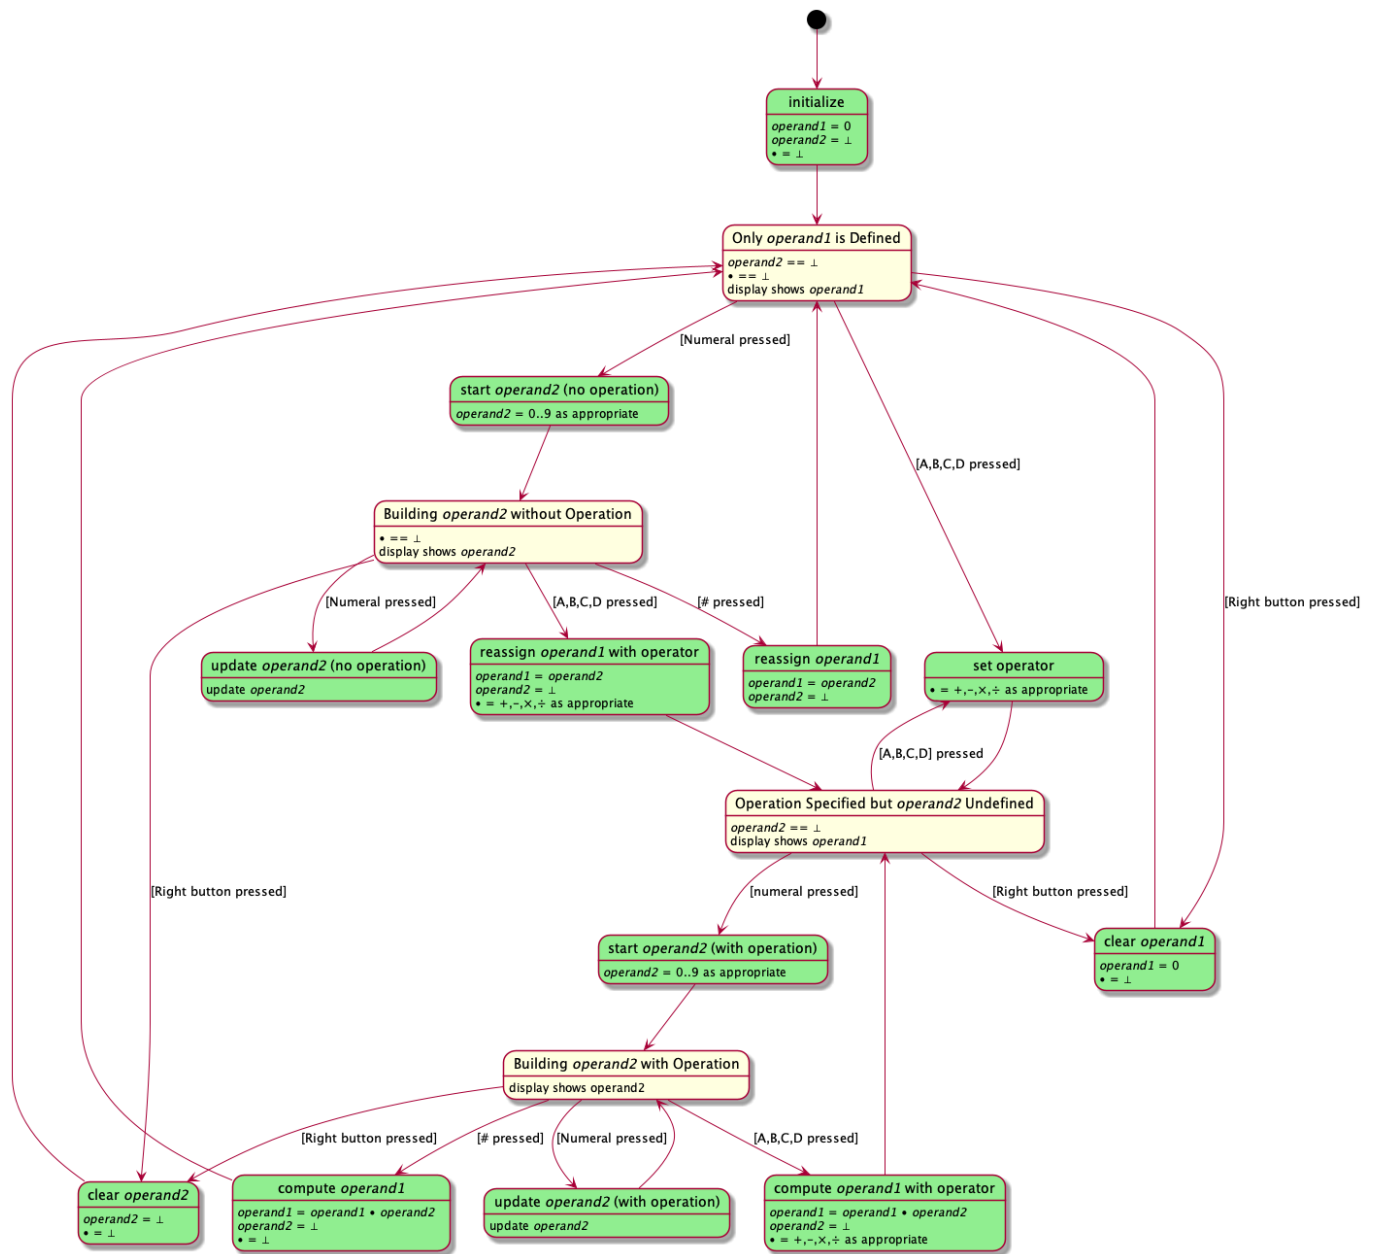 initialize
operand1 = 0
operand2 = ⊥
• = ⊥
Only operand1 is Defined
operand2 == ⊥
• == ⊥
display shows operand1
[Numeral pressed]
start operand2 (no operation)
operand2 = 0..9 as appropriate
[A,B,C,D pressed]
Building operand2 without Operation
• == ⊥
display shows operand2
[Numeral pressed]
[A,B,C,D pressed]
[# pressed]
[Right button pressed]
update operand2 (no operation)
update operand2
reassign operand1 with operator
operand1 = operand2
operand2 = ⊥
• = +,–,×,÷ as appropriate
reassign operand1
operand1 = operand2
operand2 = ⊥
set operator
• = +,–,×,÷ as appropriate
[A,B,C,D] pressed
Operation Specified but operand2 Undefined
operand2 == ⊥
display shows operand1
[Right button pressed]
[numeral pressed]
[Right button pressed]
start operand2 (with operation)
operand2 = 0..9 as appropriate
clear operand1
operand1 = 0
• = ⊥
Building operand2 with Operation
display shows operand2
[Right button pressed]
[# pressed]
[Numeral pressed]
[A,B,C,D pressed]
clear operand2
operand2 = ⊥
• = ⊥
compute operand1
operand1 = operand1 • operand2
operand2 = ⊥
• = ⊥
update operand2 (with operation)
update operand2
compute operand1 with operator
operand1 = operand1 • operand2
operand2 = ⊥
• = +,–,×,÷ as appropriate